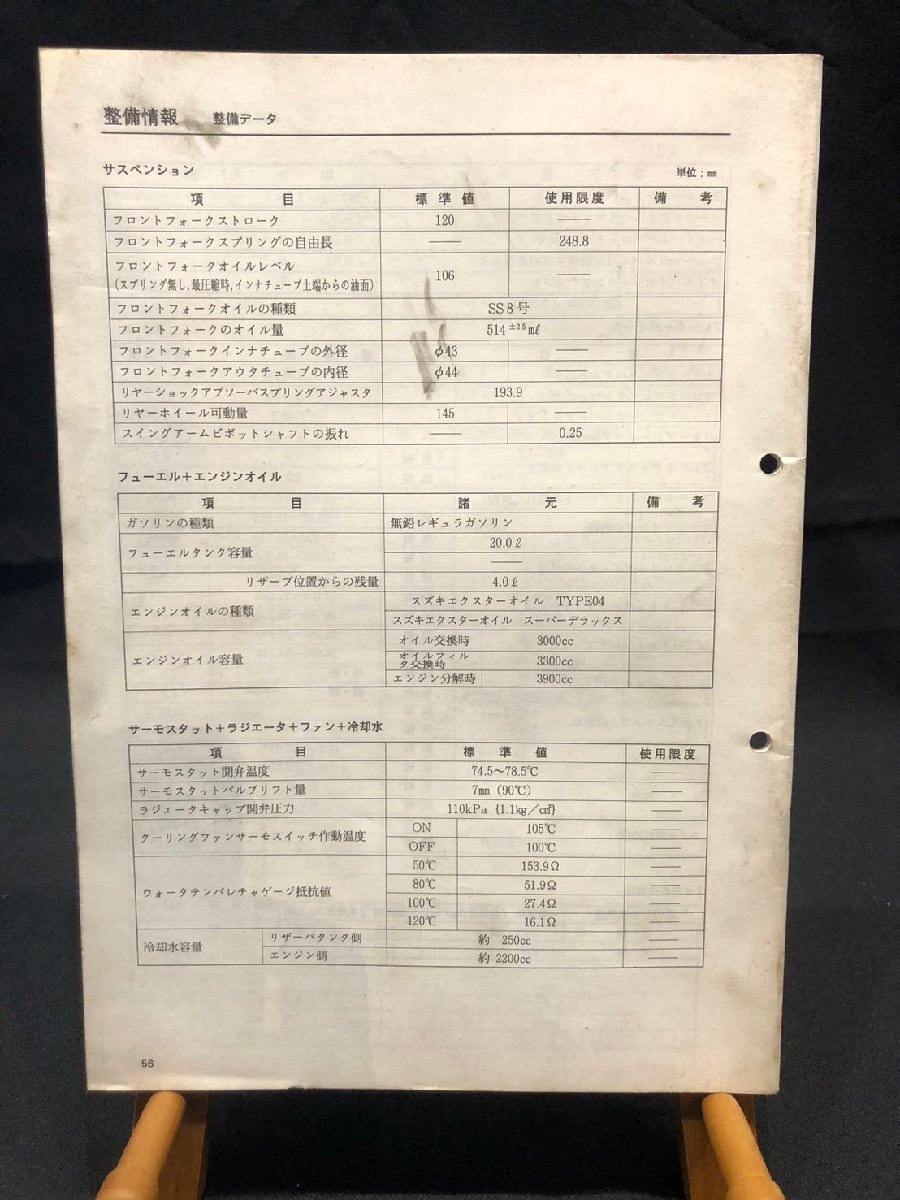 整備情報 整備データ
サスペンション 単位：㎜
項 目 標 準 値 使用限度 備 考
フロントフォークストローク 120 ——
フロントフォークスプリングの自由長 —— 248.8
フロントフォークオイルレベル
(スプリング無し,最圧縮時,インナチューブ上端からの油面) 106 ——
フロントフォークオイルの種類 SS8号
フロントフォークのオイル量 514 ±2.5 mℓ
フロントフォークインナチューブの外径 φ43 ——
フロントフォークアウタチューブの内径 φ44 ——
リヤーショックアブソーバスプリングアジャスタ 193.9
リヤーホイール可動量 145 ——
スイングアームピボットシャフトの振れ —— 0.25
フューエル＋エンジンオイル
項 目 諸 元 備 考
ガソリンの種類 無鉛レギュラガソリン
フューエルタンク容量 20.0ℓ
——
リザーブ位置からの残量 4.0ℓ
エンジンオイルの種類 スズキエクスターオイル TYPE04
スズキエクスターオイル スーパーデラックス
エンジンオイル容量 オイル交換時 3000cc
オイルフィル
タ交換時 3300cc
エンジン分解時 3900cc
サーモスタット＋ラジエータ＋ファン＋冷却水
項 目 標 準 値 使用限度
サーモスタット開弁温度 74.5～78.5℃ ——
サーモスタットバルブリフト量 7㎜ (90℃) ——
ラジエータキャップ開弁圧力 110kPa {1.1kg／㎠} ——
クーリングファンサーモスイッチ作動温度 ON 105℃ ——
OFF 100℃ ——
ウォータテンパレチャゲージ抵抗値 50℃ 153.9Ω ——
80℃ 51.9Ω ——
100℃ 27.4Ω ——
120℃ 16.1Ω ——
冷却水容量 リザーバタンク側 約 250cc ——
エンジン側 約 2200cc ——
56